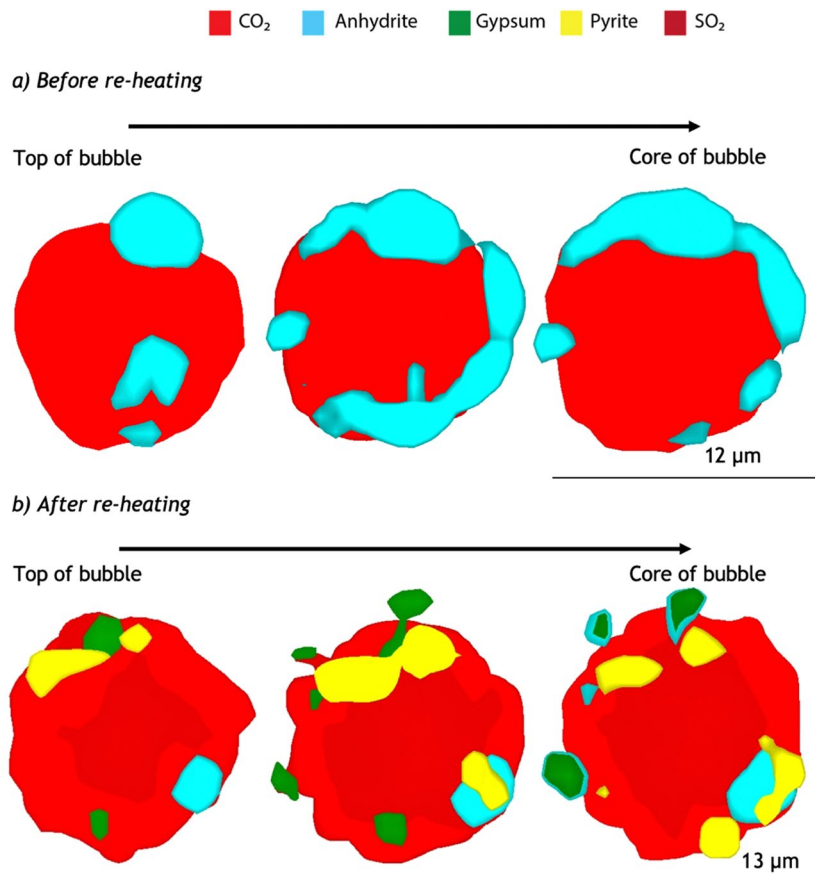 CO₂ Anhydrite Gypsum Pyrite SO₂
a) Before re-heating
Top of bubble Core of bubble
12 µm
b) After re-heating
Top of bubble Core of bubble
13 µm